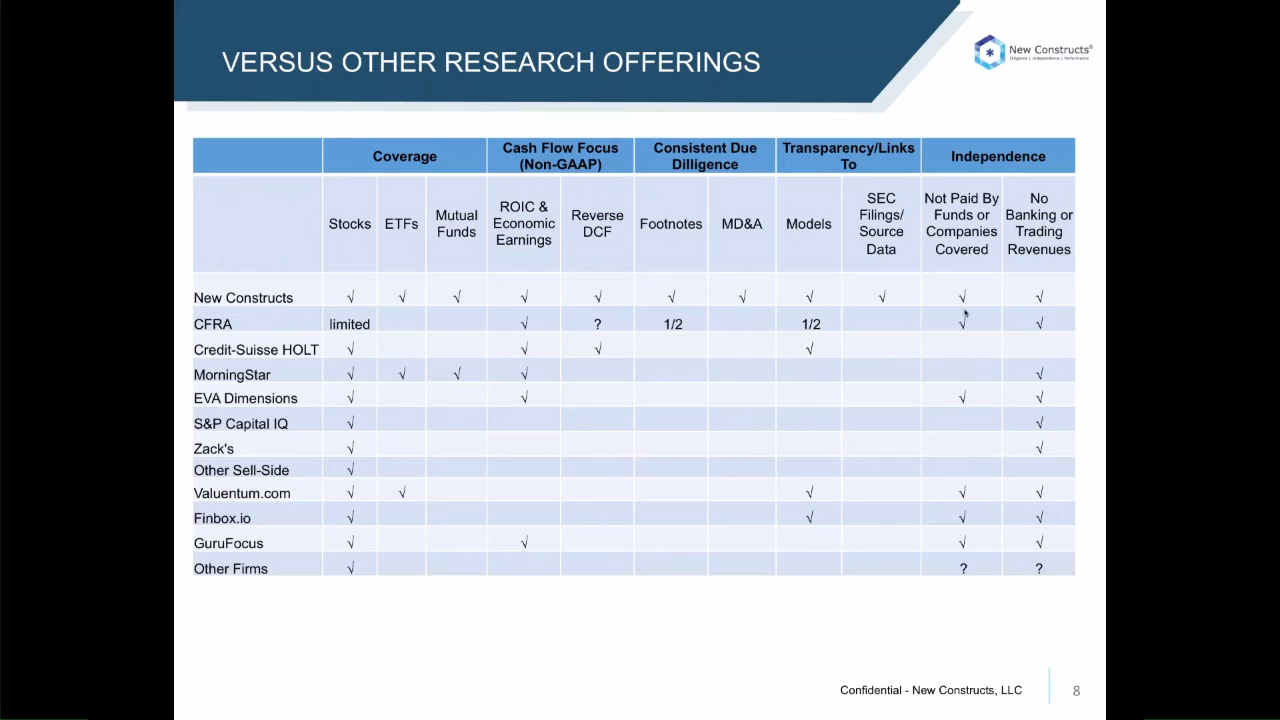 VERSUS OTHER RESEARCH OFFERINGS
New Constructs®
Diligence | Independence | Performance
Coverage
Cash Flow Focus
(Non-GAAP)
Consistent Due
Dilligence
Transparency/Links
To
Independence
Stocks
ETFs
Mutual
Funds
ROIC &
Economic
Earnings
Reverse
DCF
Footnotes
MD&A
Models
SEC
Filings/
Source
Data
Not Paid By
Funds or
Companies
Covered
No
Banking or
Trading
Revenues
New Constructs √ √ √ √ √ √ √ √ √ √ √
CFRA limited √ ? 1/2 1/2 √ √
Credit-Suisse HOLT √ √ √ √
MorningStar √ √ √ √ √
EVA Dimensions √ √ √ √
S&P Capital IQ √ √
Zack's √ √
Other Sell-Side √
Valuentum.com √ √ √ √ √
Finbox.io √ √ √ √
GuruFocus √ √ √ √
Other Firms √ ? ?
Confidential - New Constructs, LLC
8